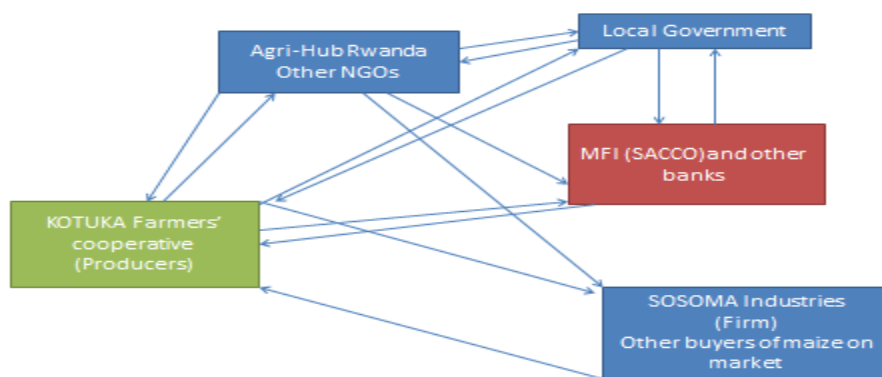 Agri-Hub Rwanda
Other NGOs
Local Government
MFI (SACCO) and other
banks
KOTUKA Farmers’
cooperative
(Producers)
SOSOMA Industries
(Firm)
Other buyers of maize on
market